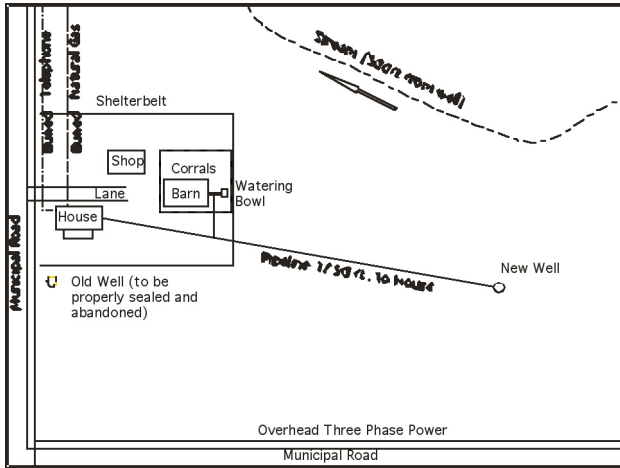 Buried Telephone
Buried Natural Gas
Stream
from well
Shelterbelt
Shop
Corrals
Barn
Watering
Bowl
Lane
House
Municipal Road
Old Well (to be
properly sealed and
abandoned)
Pipeline
ft. To House
New Well
Overhead Three Phase Power
Municipal Road